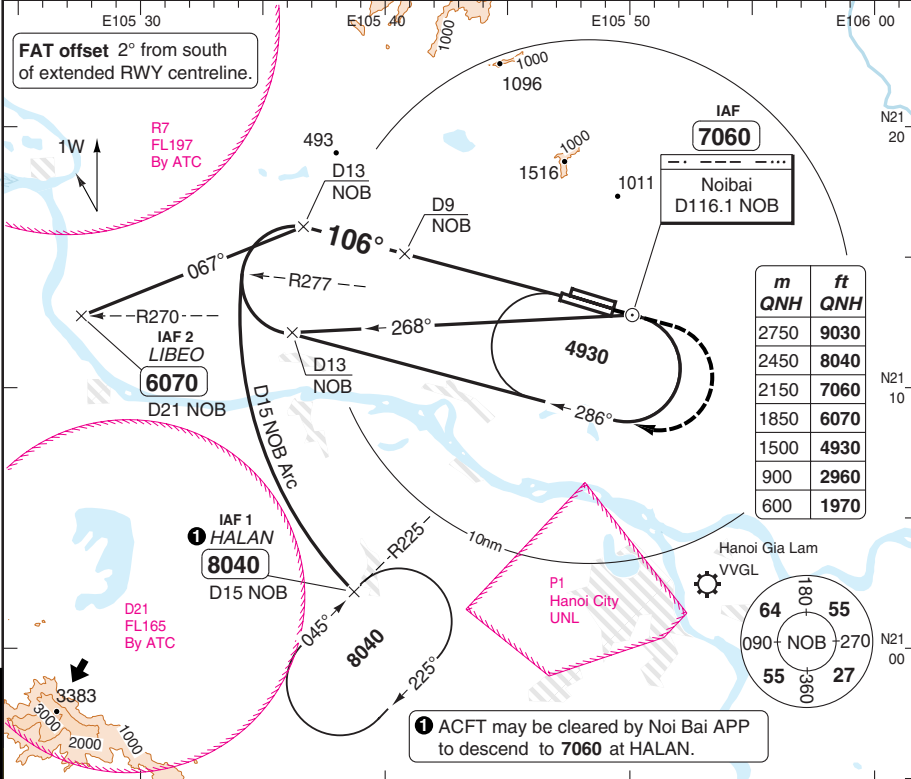 E105 30
E105 40
E105 50
E106 00
FAT offset 2° from south
of extended RWY centreline.
1000
1000
1096
R7
FL197
By ATC
1W
493
D13
NOB
1000
1516
1011
IAF
7060
Noibai
D116.1 NOB
N21
20
D9
NOB
106°
067°
R277
R270
IAF 2
LIBEO
6070
D21 NOB
268°
D13
NOB
4930
286°
m
QNH
ft
QNH
2750 9030
2450 8040
2150 7060
1850 6070
1500 4930
900 2960
600 1970
N21
10
D15 NOB Arc
IAF 1
❶ HALAN
8040
D15 NOB
R225
10nm
045°
8040
225°
D21
FL165
By ATC
P1
Hanoi City
UNL
Hanoi Gia Lam
VVGL
180
64
55
090
NOB
270
55
27
360
N21
00
3383
3000
2000
1000
❶ ACFT may be cleared by Noi Bai APP
to descend to 7060 at HALAN.